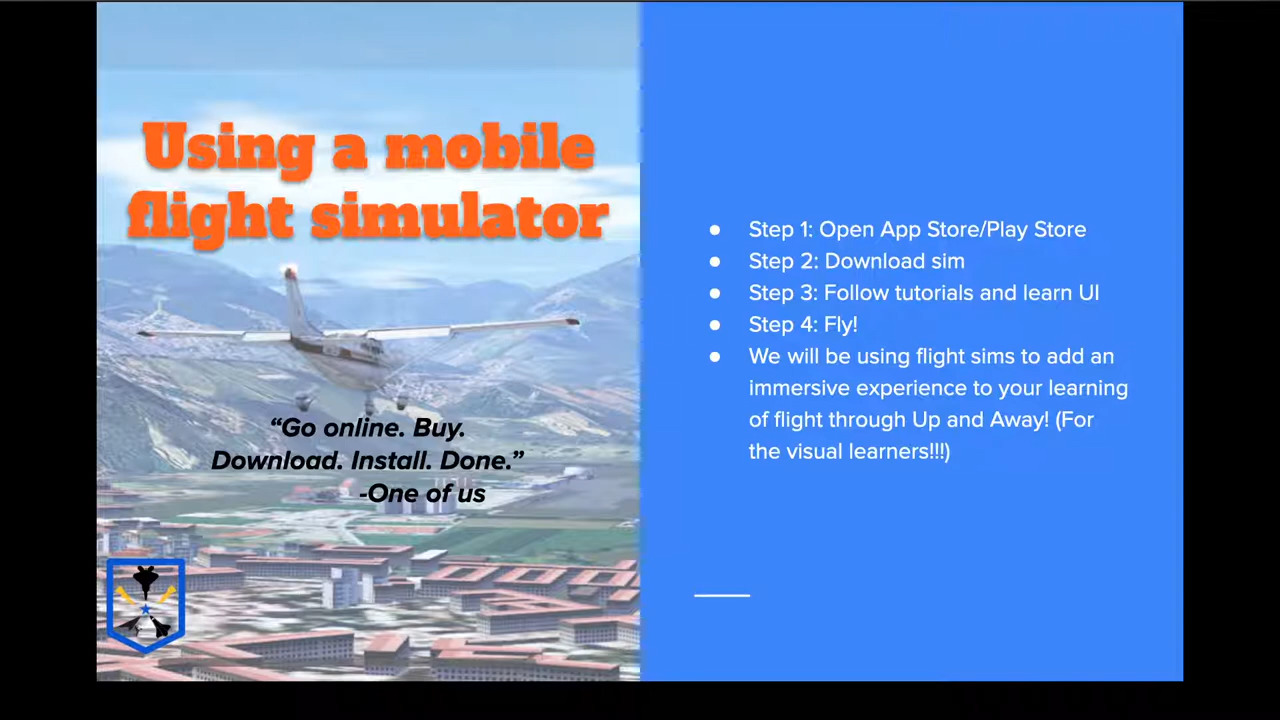 Using a mobile
flight simulator
“Go online. Buy.
Download. Install. Done.”
-One of us
● Step 1: Open App Store/Play Store
● Step 2: Download sim
● Step 3: Follow tutorials and learn UI
● Step 4: Fly!
● We will be using flight sims to add an
immersive experience to your learning
of flight through Up and Away! (For
the visual learners!!!)